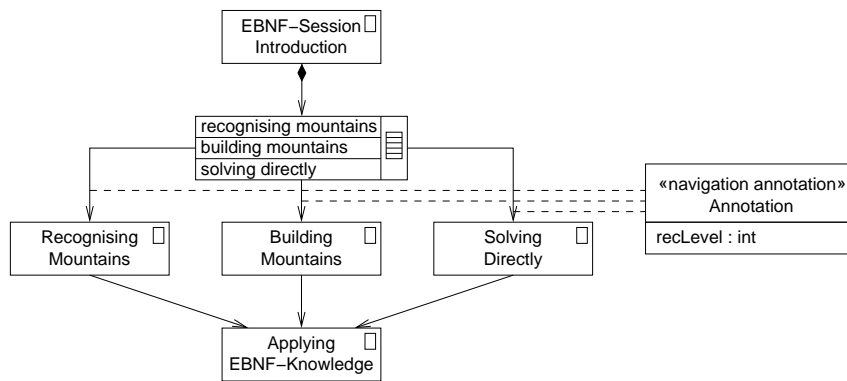 EBNF−Session
Introduction
recognising mountains
building mountains
solving directly
«navigation annotation»
Annotation
recLevel : int
Recognising
Mountains
Building
Mountains
Solving
Directly
Applying
EBNF−Knowledge